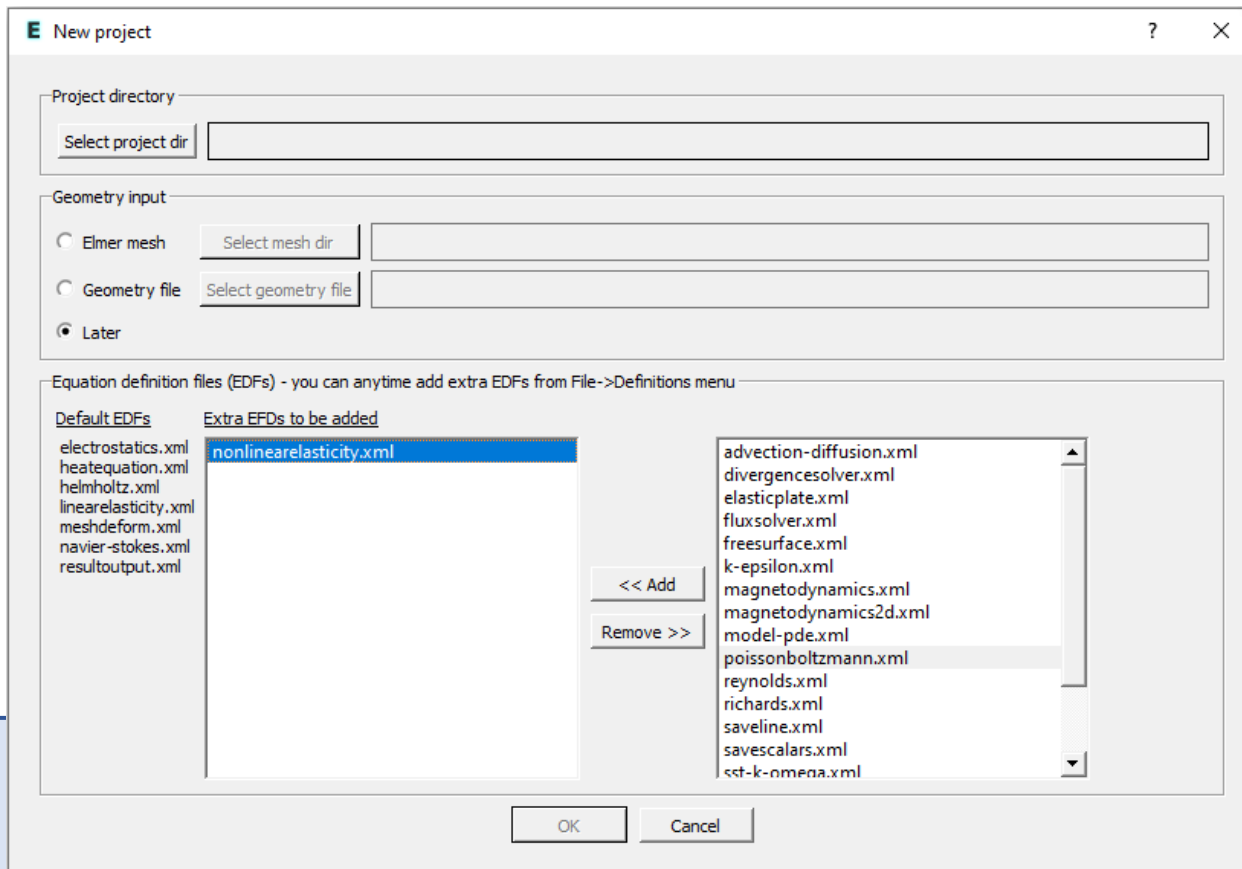 E New project ?
Project directory
Select project dir
Geometry input
Elmer mesh Select mesh dir
Geometry file Select geometry file
Later
Equation definition files (EDFs) - you can anytime add extra EDFs from File->Definitions menu
Default EDFs Extra EFDs to be added
electrostatics.xml
heatequation.xml
helmholtz.xml
linearelasticity.xml
meshdeform.xml
navier-stokes.xml
resultoutput.xml
nonlinearelasticity.xml
<< Add
Remove >>
advection-diffusion.xml
divergencesolver.xml
elasticplate.xml
fluxsolver.xml
freesurface.xml
k-epsilon.xml
magnetodynamics.xml
magnetodynamics2d.xml
model-pde.xml
poissonboltzmann.xml
reynolds.xml
richards.xml
saveline.xml
savescalars.xml
sst-k-omega.xml
OK Cancel